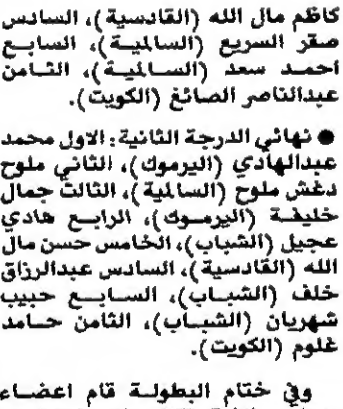 كاظم مال الله (القادسية)، السادس
صقر السريع (السالمية)، السابع
احمد سعد (السالمية)، الثامن
عبدالناصر الصائغ (الكويت).
● نهائي الدرجة الثانية: الاول محمد
عبدالهادي (اليرموك)، الثاني ملوح
دغش ملوح (السالمية)، الثالث جمال
خليفة (اليرموك)، الرابع هادي
عجيل (الشباب)، الخامس حسن مال
الله (القادسية)، السادس عبدالرزاق
خلف (الشباب)، السابع حبيب
شهريان (الشباب)، الثامن حامد
غلوم (الكويت).
وفي ختام البطولة قام اعضاء